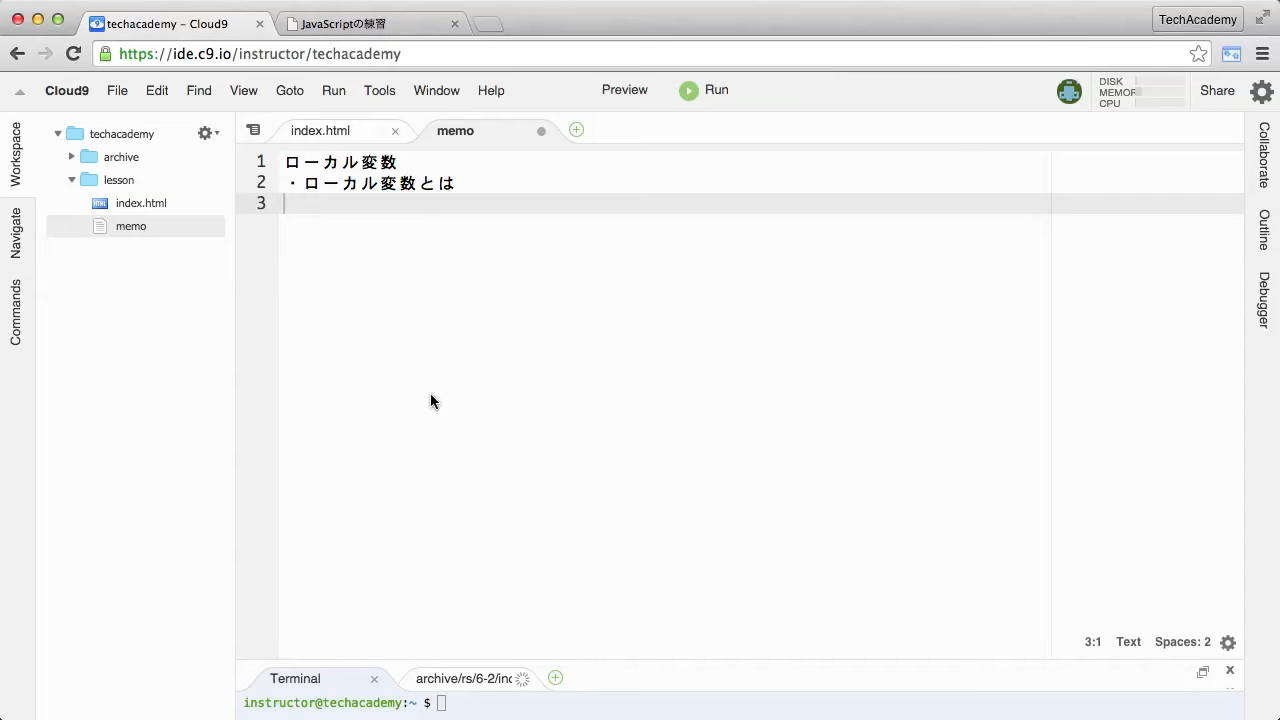 techacademy – Cloud9
JavaScriptの練習
TechAcademy
https://ide.c9.io/instructor/techacademy
Cloud9 File Edit Find View Goto Run Tools Window Help Preview Run
DISK
MEMOR
CPU
Share
Workspace
Navigate
Commands
techacademy
archive
lesson
index.html
memo
index.html
memo
1 ローカル変数
2 ・ローカル変数とは
3
Collaborate
Outline
Debugger
3:1 Text Spaces: 2
Terminal
archive/rs/6-2/inc
instructor@techacademy:~ $